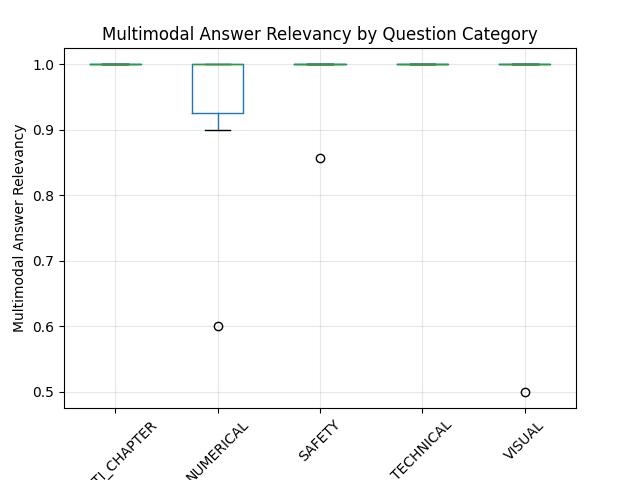 Multimodal Answer Relevancy by Question Category
Multimodal Answer Relevancy
1.0
0.9
0.8
0.7
0.6
0.5
TI_CHAPTER
NUMERICAL
SAFETY
TECHNICAL
VISUAL